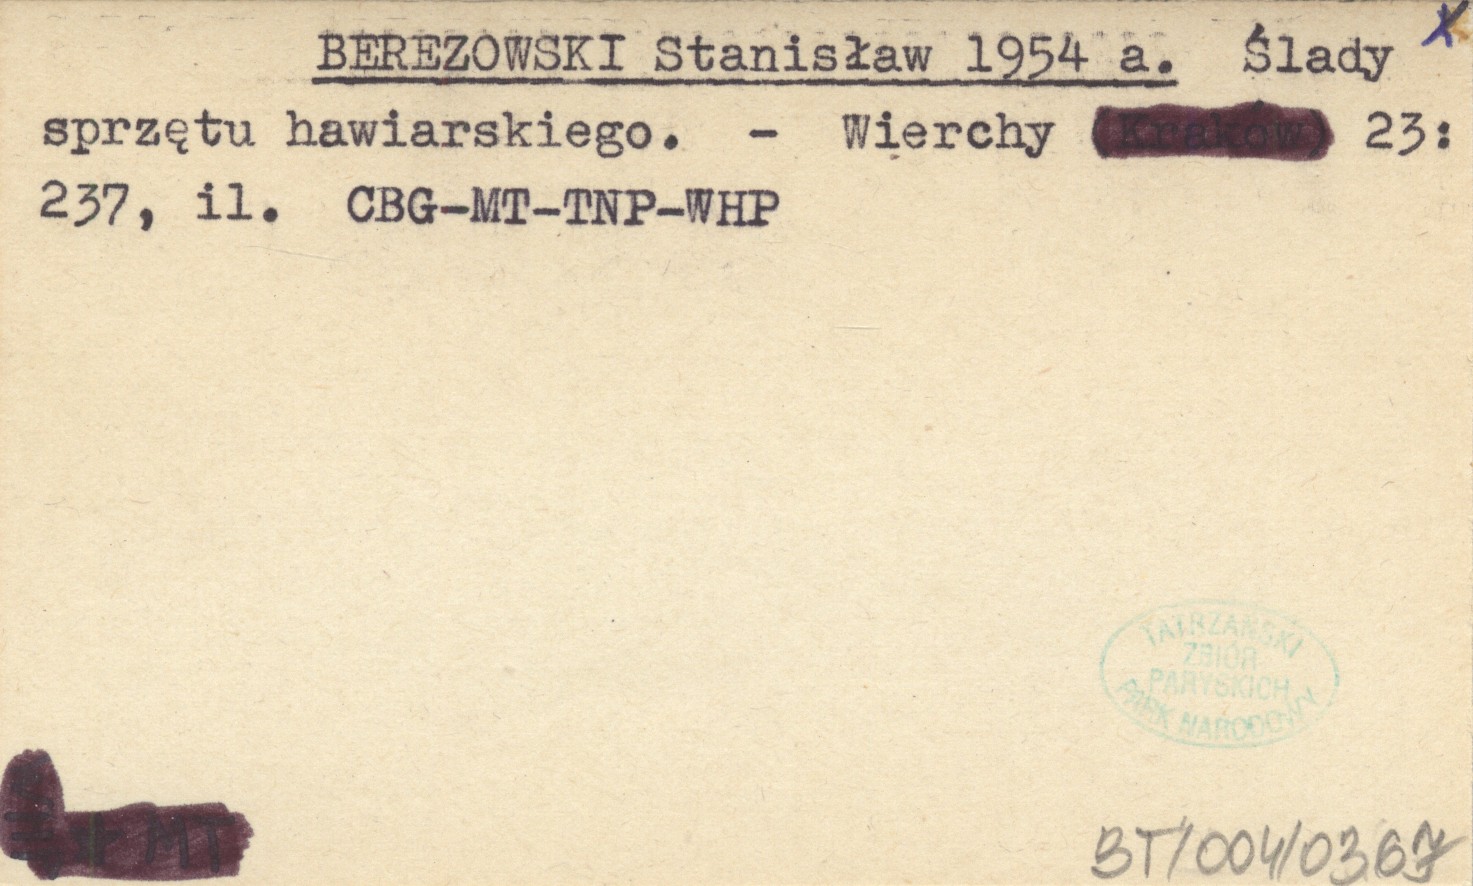 BEREZOWSKI Stanisław 1954 a. Ślady x
sprzętu hawiarskiego. - Wierchy (Kraków) 23:
237, il. CBG-MT-TNP-WHP
TATRZAŃSKI
ZBIÓR
PARYSKICH
PARK NARODOWY
MT
BT/004/0367